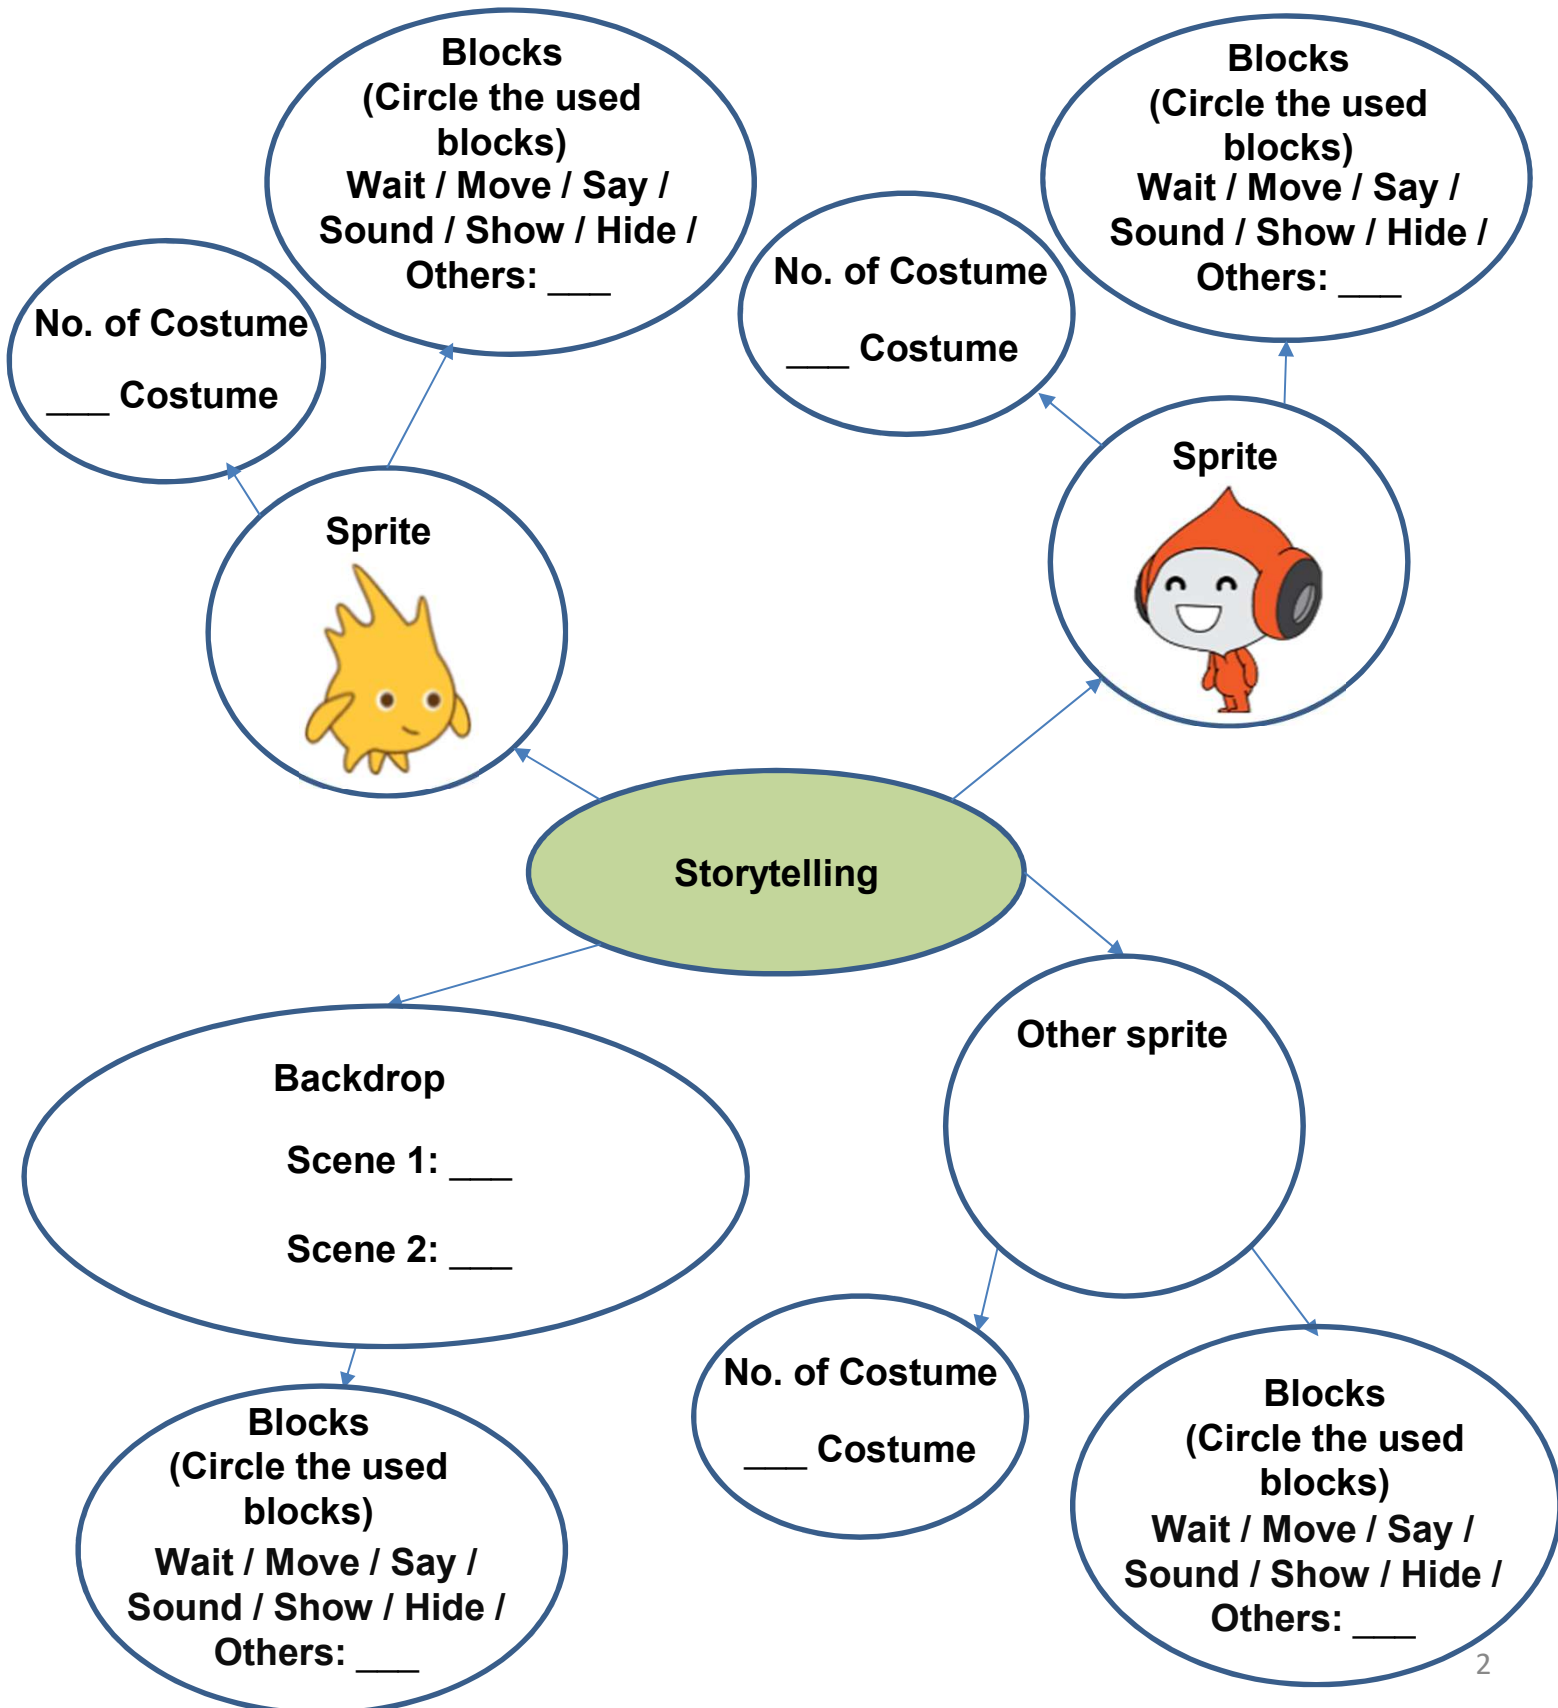 Blocks
(Circle the used
blocks)
Wait / Move / Say /
Sound / Show / Hide /
Others: ___
No. of Costume
___ Costume
Sprite
Blocks
(Circle the used
blocks)
Wait / Move / Say /
Sound / Show / Hide /
Others: ___
No. of Costume
___ Costume
Sprite
Storytelling
Backdrop
Scene 1: ___
Scene 2: ___
Blocks
(Circle the used
blocks)
Wait / Move / Say /
Sound / Show / Hide /
Others: ___
Other sprite
No. of Costume
___ Costume
Blocks
(Circle the used
blocks)
Wait / Move / Say /
Sound / Show / Hide /
Others: ___
2